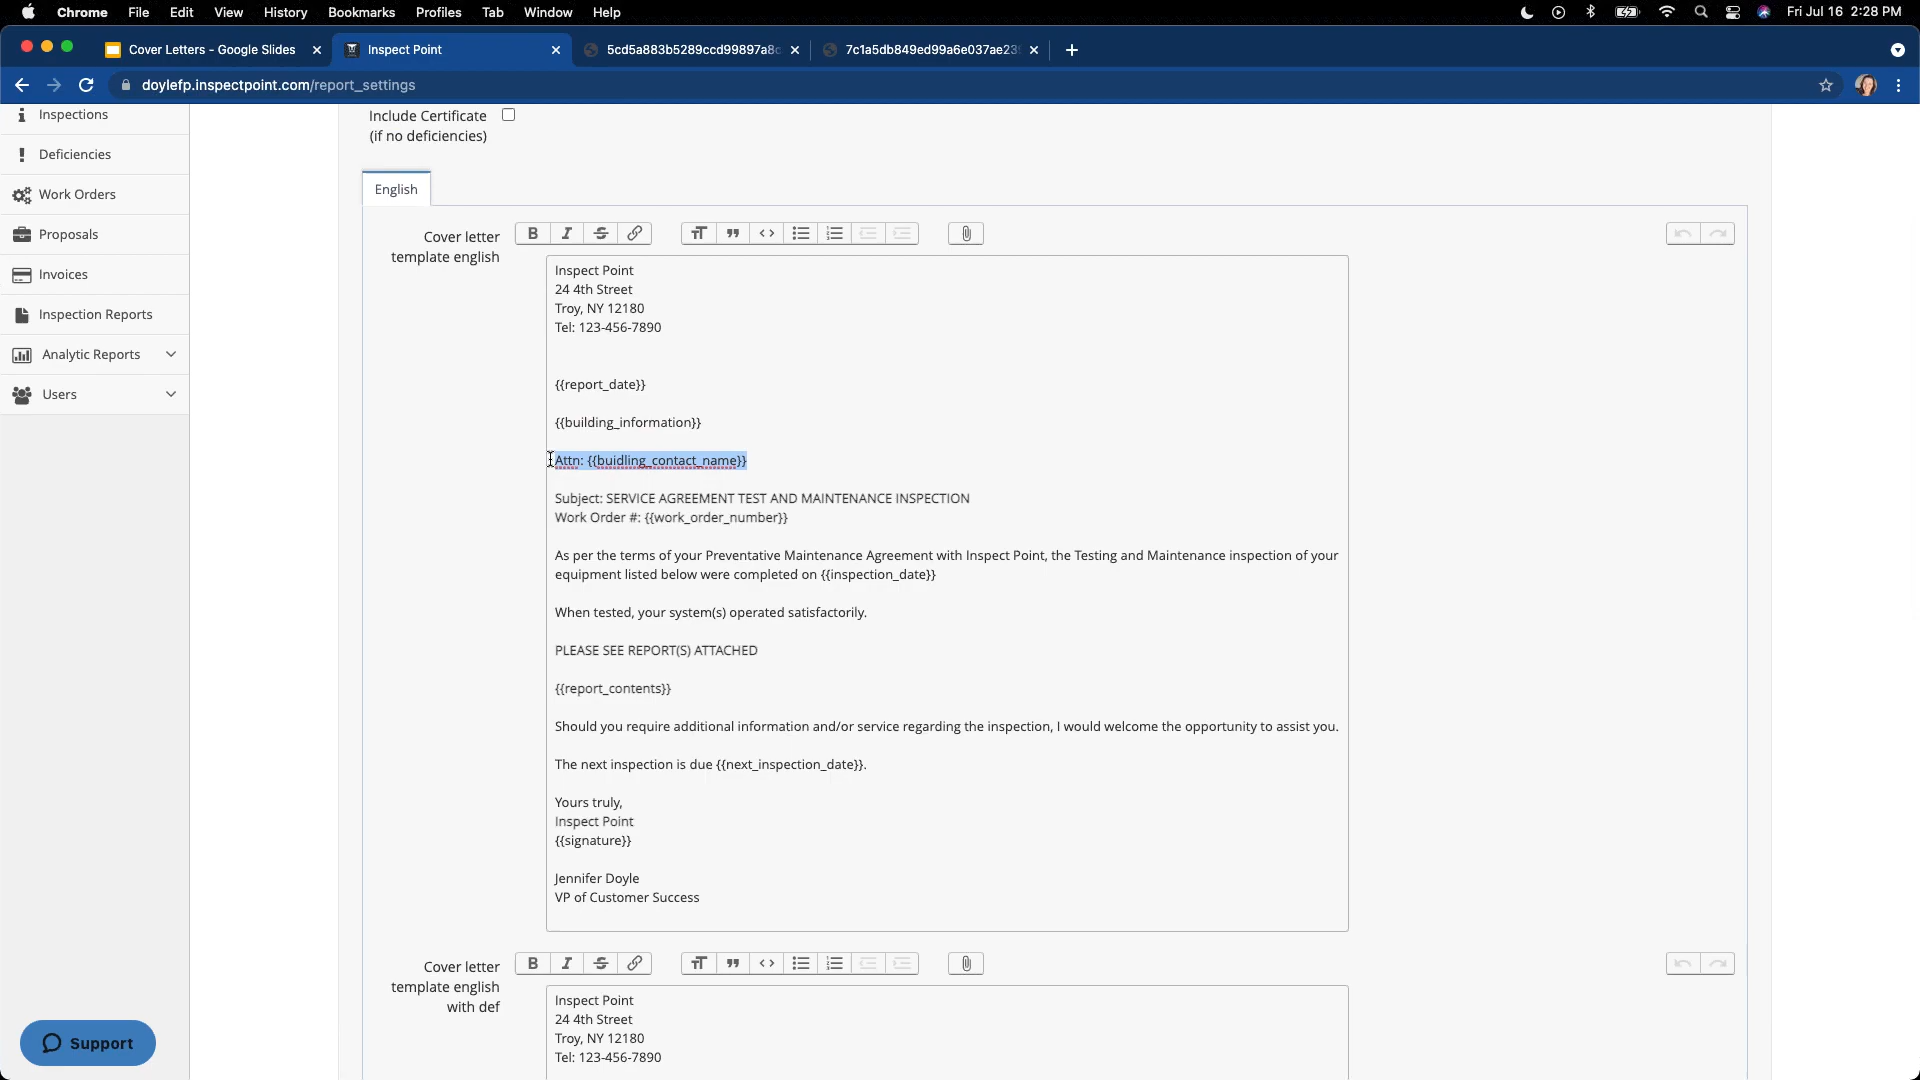 Chrome File Edit View History Bookmarks Profiles Tab Window Help Fri Jul 16 2:28 PM
Cover Letters - Google Slides Inspect Point 5cd5a883b5289ccd99897a8c 7c1a5db849ed99a6e037ae23
doylefp.inspectpoint.com/report_settings
Inspections
Deficiencies
Work Orders
Proposals
Invoices
Inspection Reports
Analytic Reports
Users
Include Certificate
(if no deficiencies)
English
Cover letter
template english
Inspect Point
24 4th Street
Troy, NY 12180
Tel: 123-456-7890
{{report_date}}
{{building_information}}
Attn: {{buidling_contact_name}}
Subject: SERVICE AGREEMENT TEST AND MAINTENANCE INSPECTION
Work Order #: {{work_order_number}}
As per the terms of your Preventative Maintenance Agreement with Inspect Point, the Testing and Maintenance inspection of your
equipment listed below were completed on {{inspection_date}}
When tested, your system(s) operated satisfactorily.
PLEASE SEE REPORT(S) ATTACHED
{{report_contents}}
Should you require additional information and/or service regarding the inspection, I would welcome the opportunity to assist you.
The next inspection is due {{next_inspection_date}}.
Yours truly,
Inspect Point
{{signature}}
Jennifer Doyle
VP of Customer Success
Cover letter
template english
with def
Inspect Point
24 4th Street
Troy, NY 12180
Tel: 123-456-7890
Support